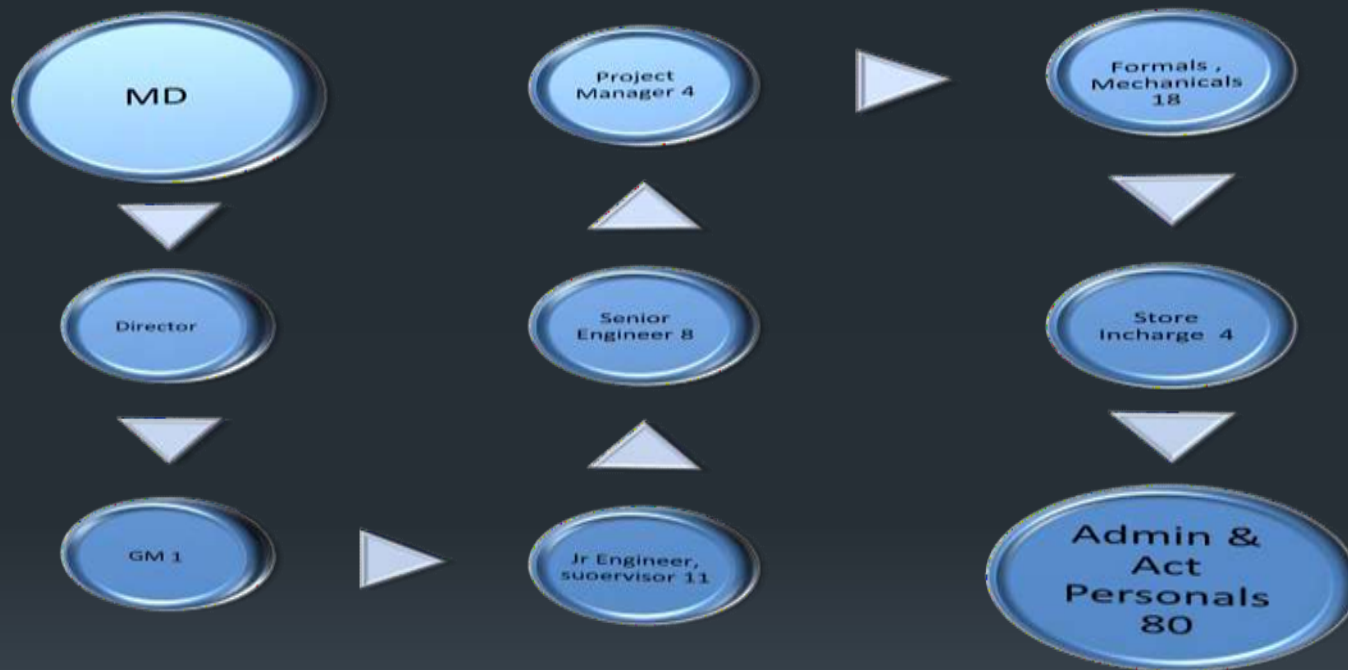 MD
Director
GM 1
Jr Engineer,
suoervisor 11
Senior
Engineer 8
Project
Manager 4
Formals ,
Mechanicals
18
Store
Incharge 4
Admin &
Act
Personals
80